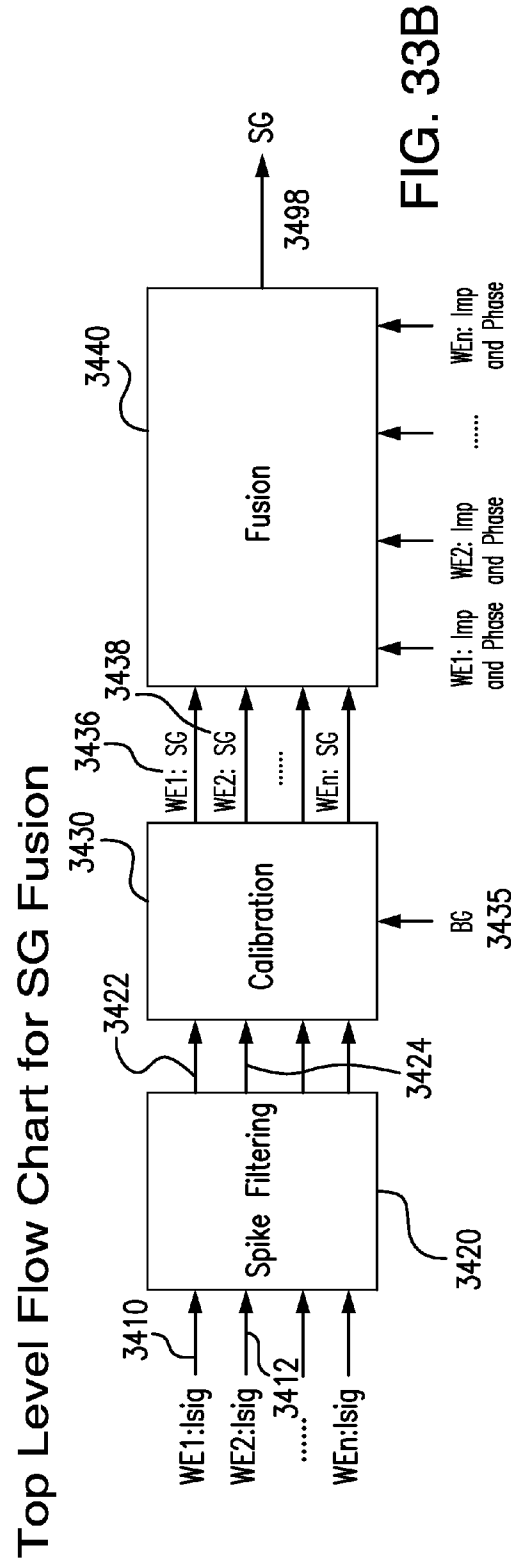 Top Level Flow Chart for SG Fusion
WE1:Isig
WE2:Isig
.......
WEn:Isig
3410
3412
Spike Filtering
3420
3422
3424
Calibration
3430
BG
3435
3436
WE1: SG
3438
WE2: SG
.......
WEn: SG
Fusion
3440
WE1: Imp
and Phase
WE2: Imp
and Phase
......
WEn: Imp
and Phase
3498
SG
FIG. 33B